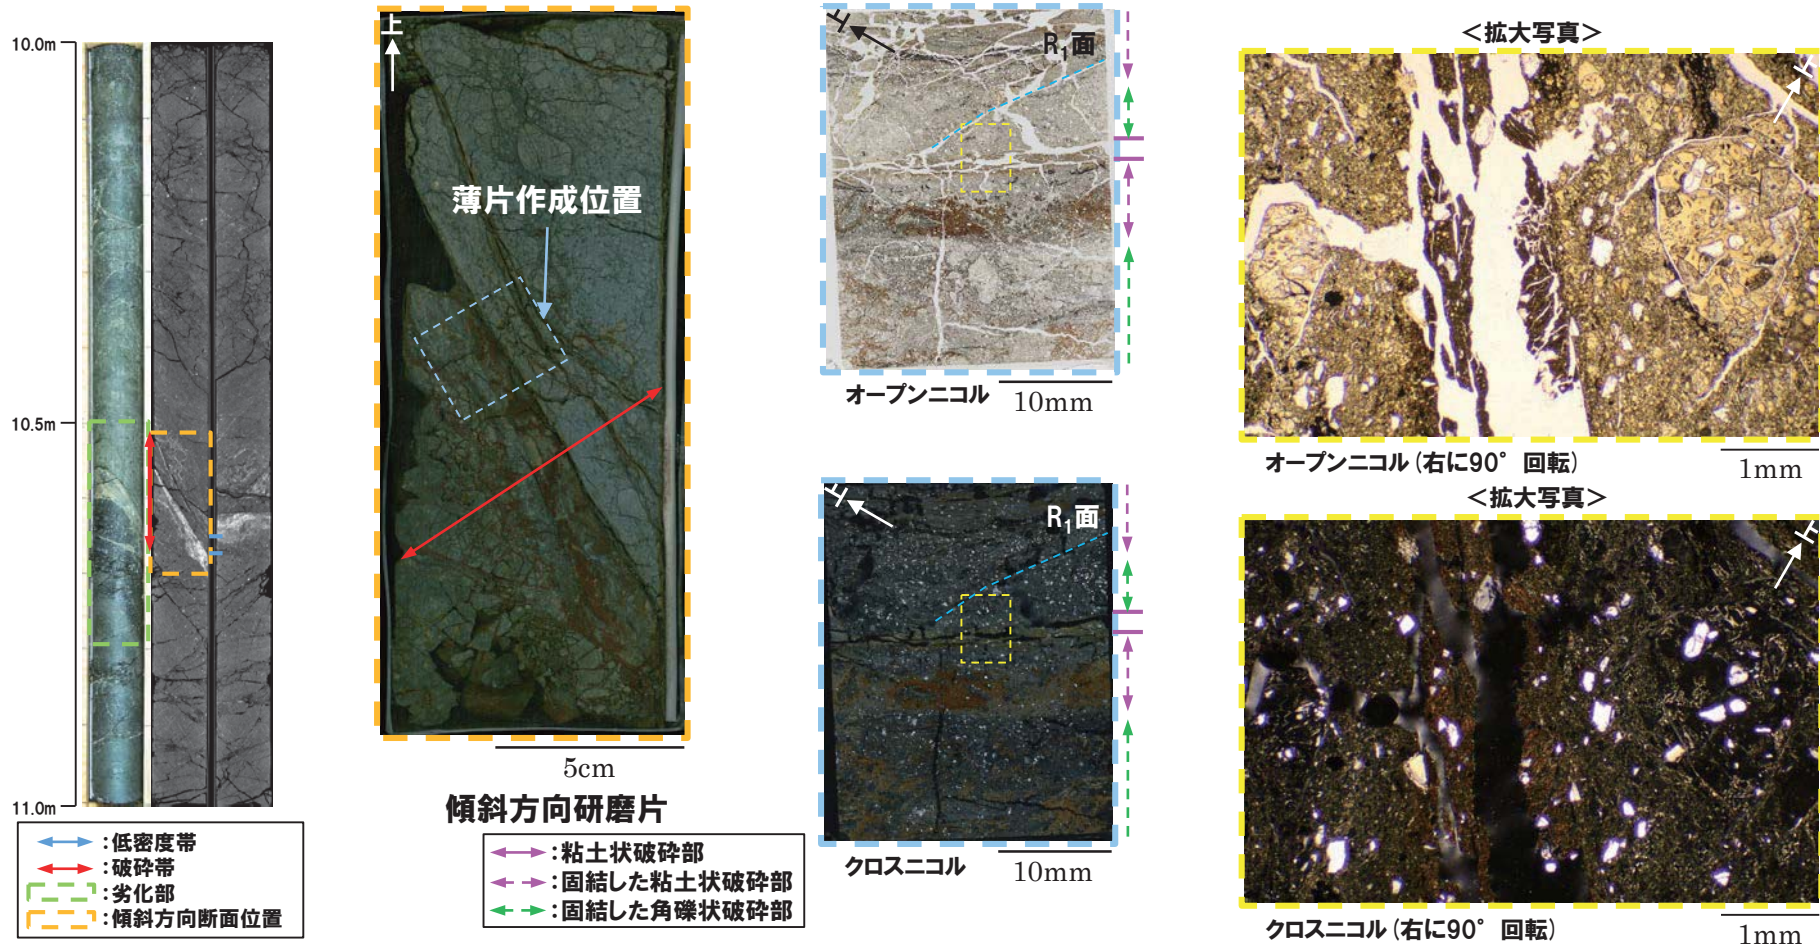 10.0m
10.5m
11.0m
:低密度帯
:破砕帯
:劣化部
:傾斜方向断面位置
上
薄片作成位置
5cm
傾斜方向研磨片
:粘土状破砕部
:固結した粘土状破砕部
:固結した角礫状破砕部
上
R₁面
オープンニコル
10mm
上
R₁面
クロスニコル
10mm
<拡大写真>
上
オープンニコル (右に90° 回転)
1mm
<拡大写真>
上
クロスニコル (右に90° 回転)
1mm